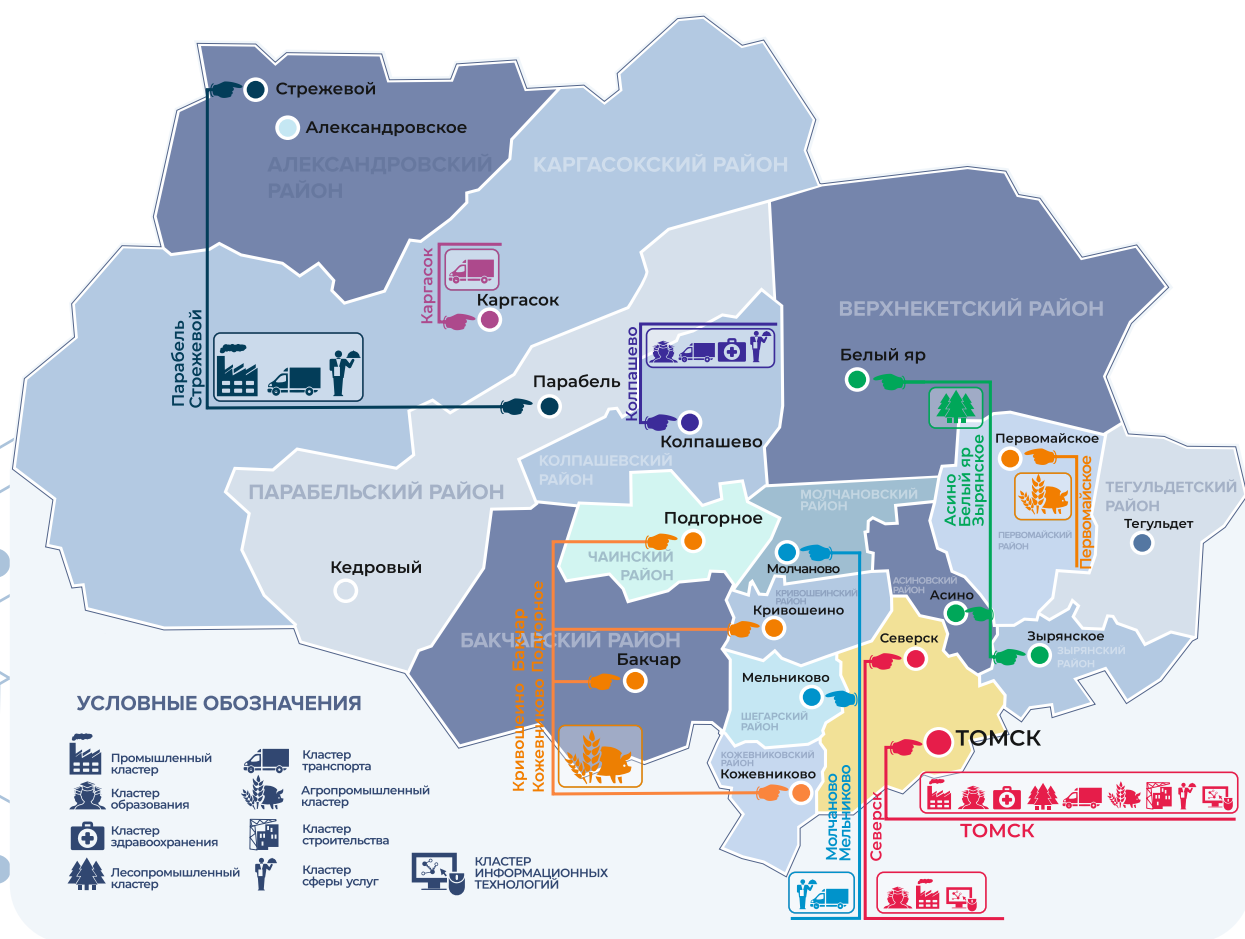 Стрежевой
Александровское
АЛЕКСАНДРОВСКИЙ
РАЙОН
КАРГАСОКСКИЙ РАЙОН
Каргасок
Каргасок
ВЕРХНЕКЕТСКИЙ РАЙОН
Парабель
Стрежевой
Колпашево
Белый яр
Парабель
Колпашево
Первомайское
КОЛПАШЕВСКИЙ
РАЙОН
Асино
Белый яр
Зырянское
Первомайское
ПАРАБЕЛЬСКИЙ РАЙОН
МОЛЧАНОВСКИЙ
РАЙОН
ТЕГУЛЬДЕТСКИЙ
РАЙОН
Подгорное
Тегульдет
ПЕРВОМАЙСКИЙ
РАЙОН
ЧАИНСКИЙ
РАЙОН
Кедровый
Молчаново
АСИНОВСКИЙ
РАЙОН
Асино
КРИВОШЕИНСКИЙ
РАЙОН
Кривошеино
БАКЧАРСКИЙ РАЙОН
Северск
Зырянское
ЗЫРЯНСКИЙ
РАЙОН
Бакчар
Кривошеино Бакчар
Кожевниково Подгорное
Мельниково
ШЕГАРСКИЙ
РАЙОН
ТОМСК
КОЖЕВНИКОВСКИЙ
РАЙОН
Кожевниково
Молчаново
Мельниково
Северск
ТОМСК
УСЛОВНЫЕ ОБОЗНАЧЕНИЯ
Промышленный
кластер
Кластер
транспорта
Кластер
образования
Агропромышленный
кластер
Кластер
здравоохранения
Кластер
строительства
Лесопромышленный
кластер
Кластер
сферы услуг
КЛАСТЕР
ИНФОРМАЦИОННЫХ
ТЕХНОЛОГИЙ